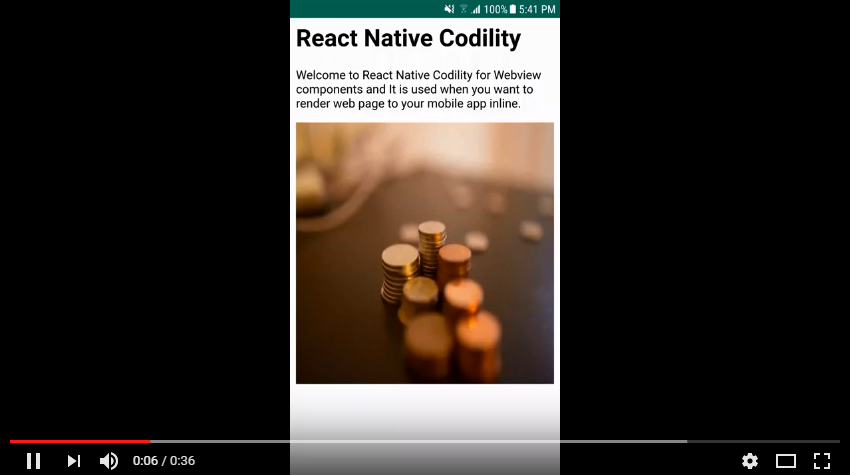 100% 5:41 PM
React Native Codility
Welcome to React Native Codility for Webview
components and It is used when you want to
render web page to your mobile app inline.
0:06 / 0:36